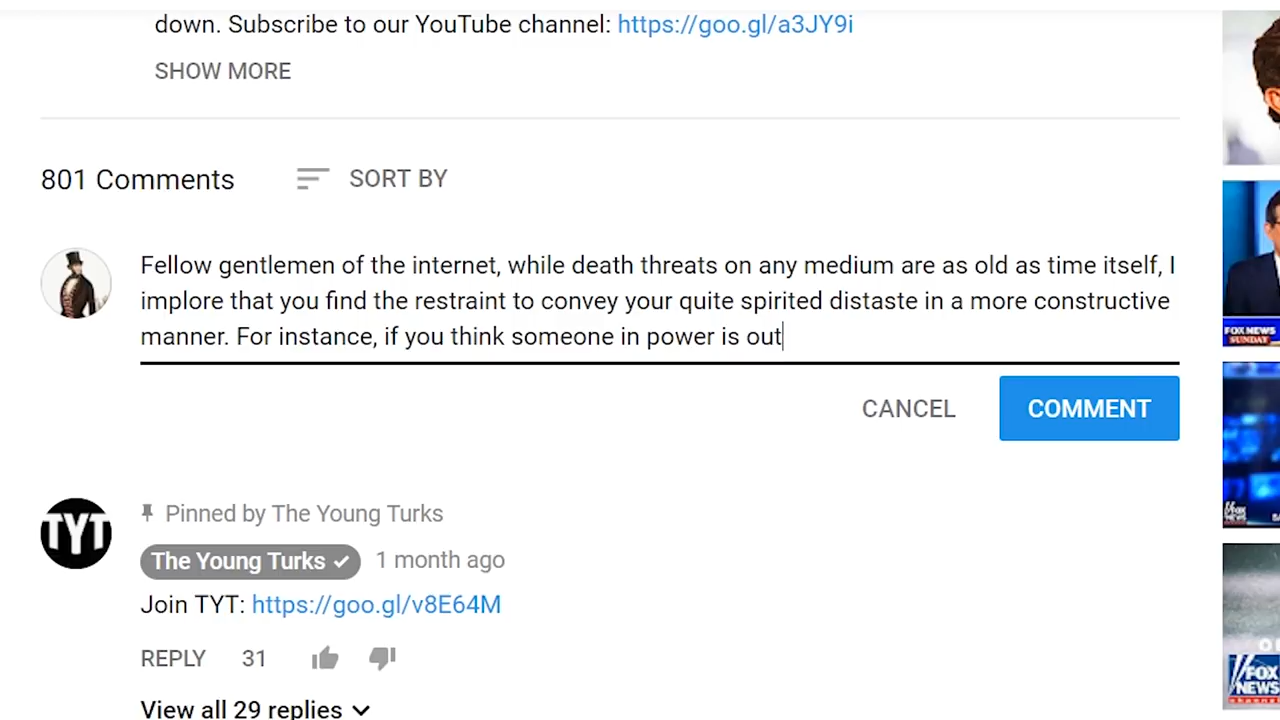 down. Subscribe to our YouTube channel: https://goo.gl/a3JY9i
SHOW MORE
801 Comments
SORT BY
Fellow gentlemen of the internet, while death threats on any medium are as old as time itself, I
implore that you find the restraint to convey your quite spirited distaste in a more constructive
manner. For instance, if you think someone in power is out
CANCEL
COMMENT
TYT
Pinned by The Young Turks
The Young Turks
1 month ago
Join TYT: https://goo.gl/v8E64M
REPLY
31
View all 29 replies
FOX NEWS
SUNDAY
FOX
NEWS
channel